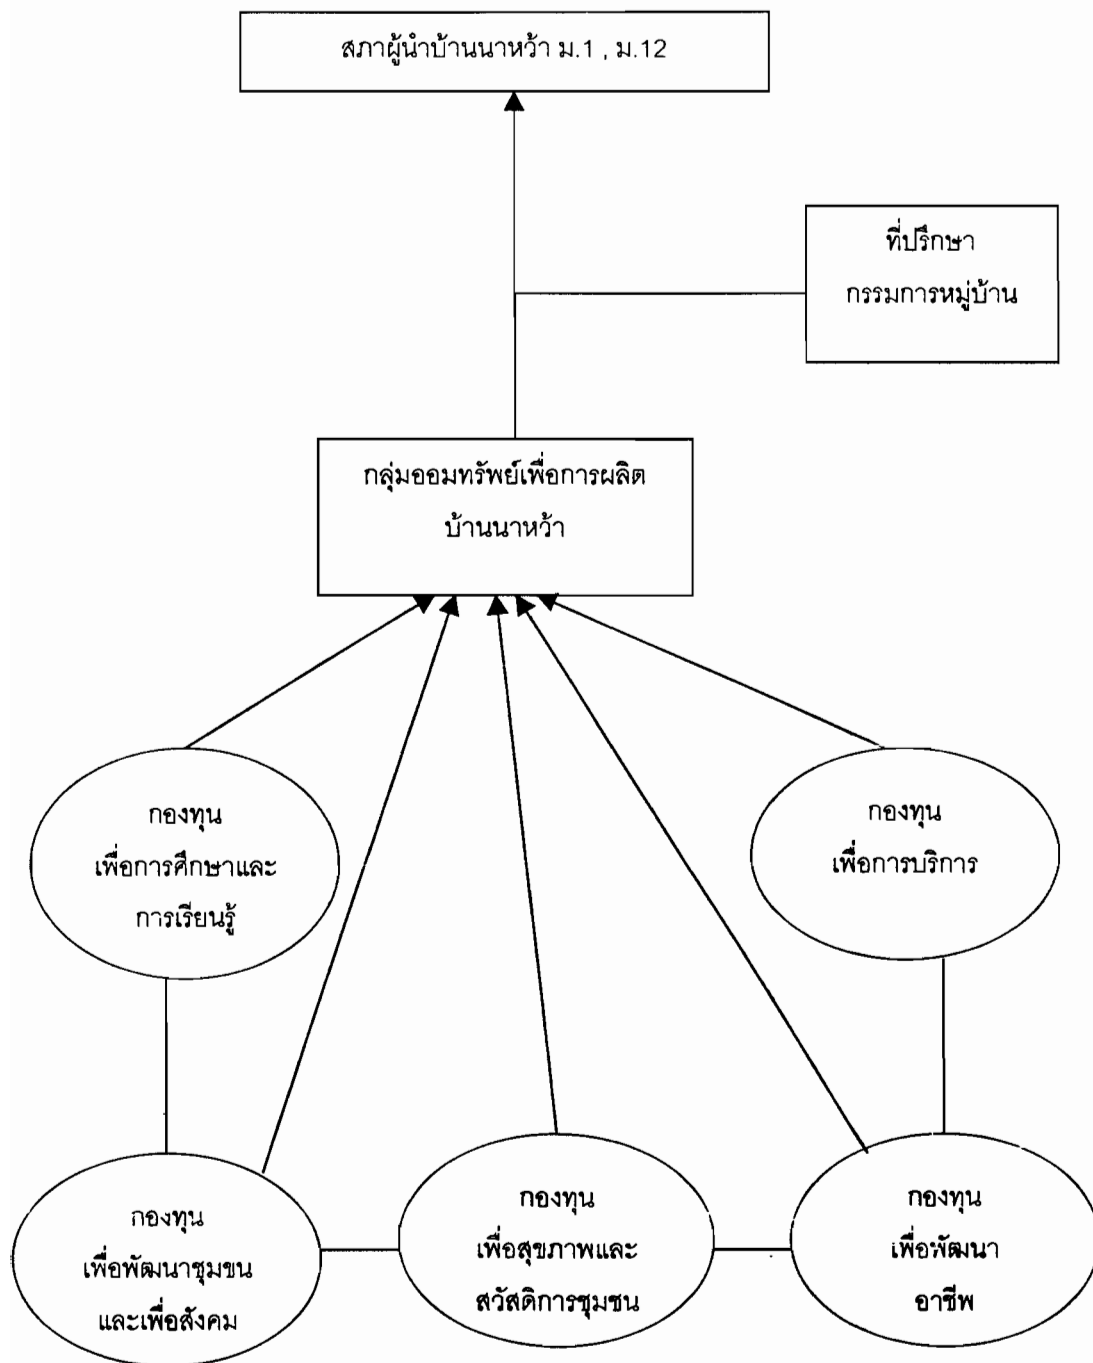 สภาผู้นำบ้านนาหว้า ม.1 , ม.12
ที่ปรึกษา
กรรมการหมู่บ้าน
กลุ่มออมทรัพย์เพื่อการผลิต
บ้านนาหว้า
กองทุน
เพื่อการศึกษาและ
การเรียนรู้
กองทุน
เพื่อการบริการ
กองทุน
เพื่อพัฒนาชุมชน
และเพื่อสังคม
กองทุน
เพื่อสุขภาพและ
สวัสดิการชุมชน
กองทุน
เพื่อพัฒนา
อาชีพ